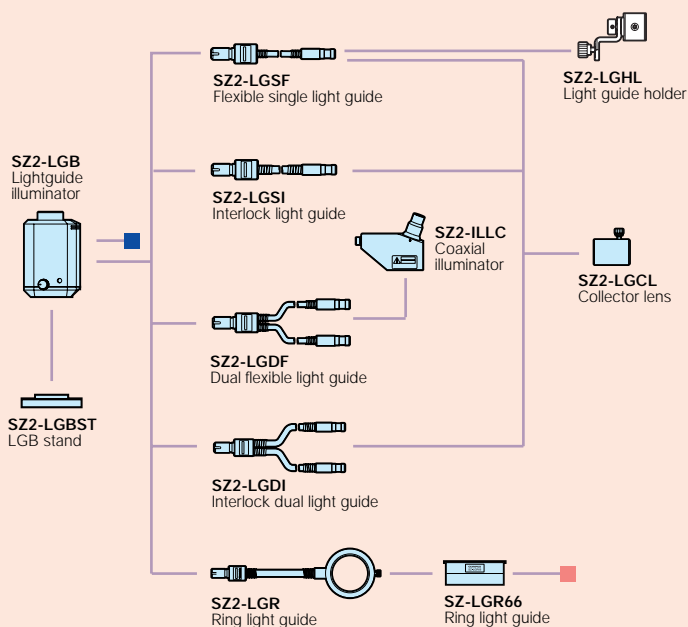 SZ2-LGSF
Flexible single light guide
SZ2-LGHL
Light guide holder
SZ2-LGB
Lightguide
illuminator
SZ2-LGSI
Interlock light guide
SZ2-ILLC
Coaxial
illuminator
SZ2-LGCL
Collector lens
SZ2-LGDF
Dual flexible light guide
SZ2-LGBST
LGB stand
SZ2-LGDI
Interlock dual light guide
SZ2-LGR
Ring light guide
SZ-LGR66
Ring light guide